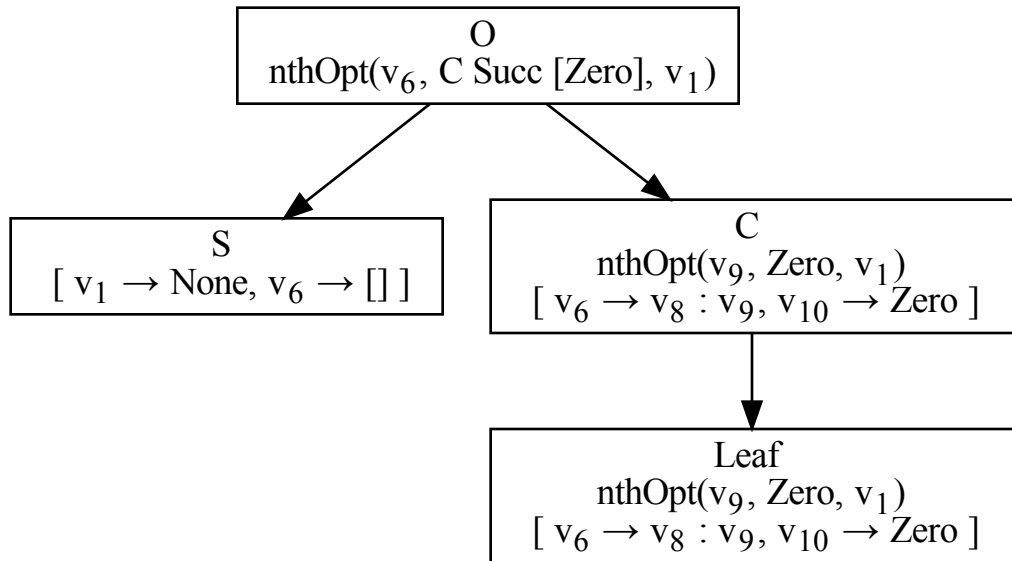 O
nthOpt(v₆, C Succ [Zero], v₁)
S
[ v₁ → None, v₆ → [] ]
C
nthOpt(v₉, Zero, v₁)
[ v₆ → v₈ : v₉, v₁₀ → Zero ]
Leaf
nthOpt(v₉, Zero, v₁)
[ v₆ → v₈ : v₉, v₁₀ → Zero ]